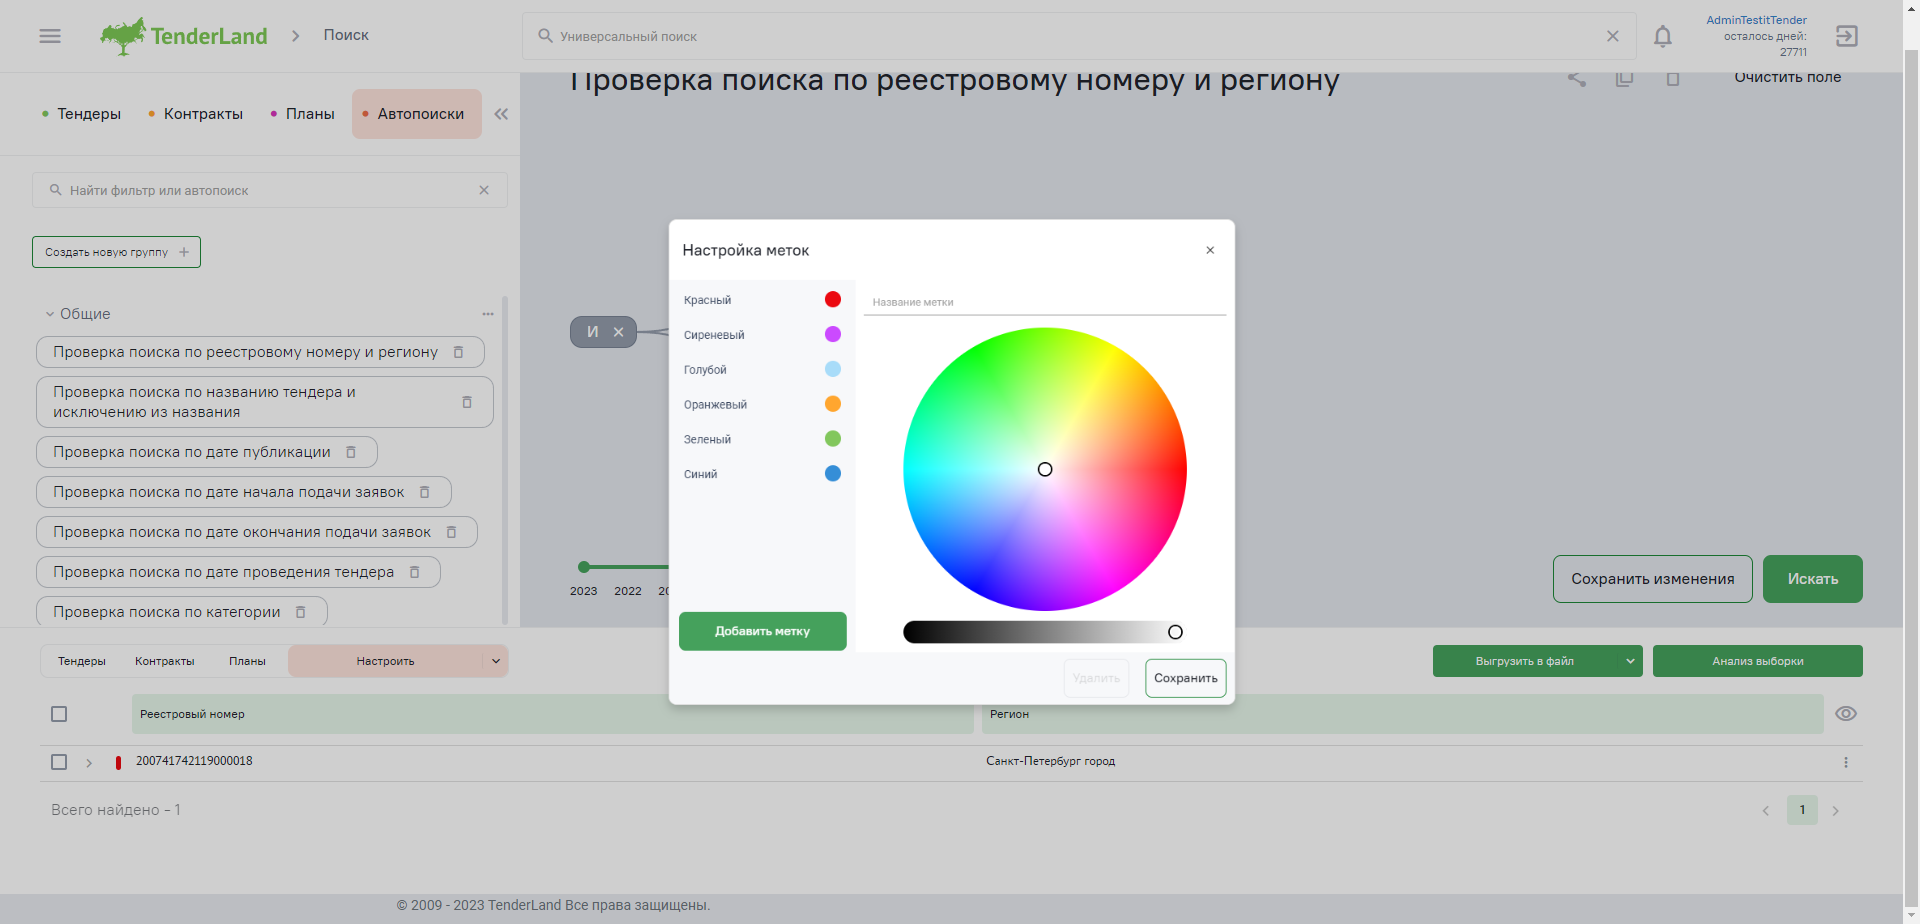 TenderLand
Поиск
Универсальный поиск
AdminTestitTender
осталось дней:
27711
Тендеры
Контракты
Планы
Автопоиски
Проверка поиска по реестровому номеру и региону
Очистить поле
Найти фильтр или автопоиск
Создать новую группу
Общие
Проверка поиска по реестровому номеру и региону
Проверка поиска по названию тендера и
исключению из названия
Проверка поиска по дате публикации
Проверка поиска по дате начала подачи заявок
Проверка поиска по дате окончания подачи заявок
Проверка поиска по дате проведения тендера
Проверка поиска по категории
И
2023
2022
Сохранить изменения
Искать
Настройка меток
Красный
Сиреневый
Голубой
Оранжевый
Зеленый
Синий
Название метки
Добавить метку
Удалить
Сохранить
Тендеры
Контракты
Планы
Настроить
Выгрузить в файл
Анализ выборки
Реестровый номер
Регион
200741742119000018
Санкт-Петербург город
Всего найдено - 1
1
© 2009 - 2023 TenderLand Все права защищены.